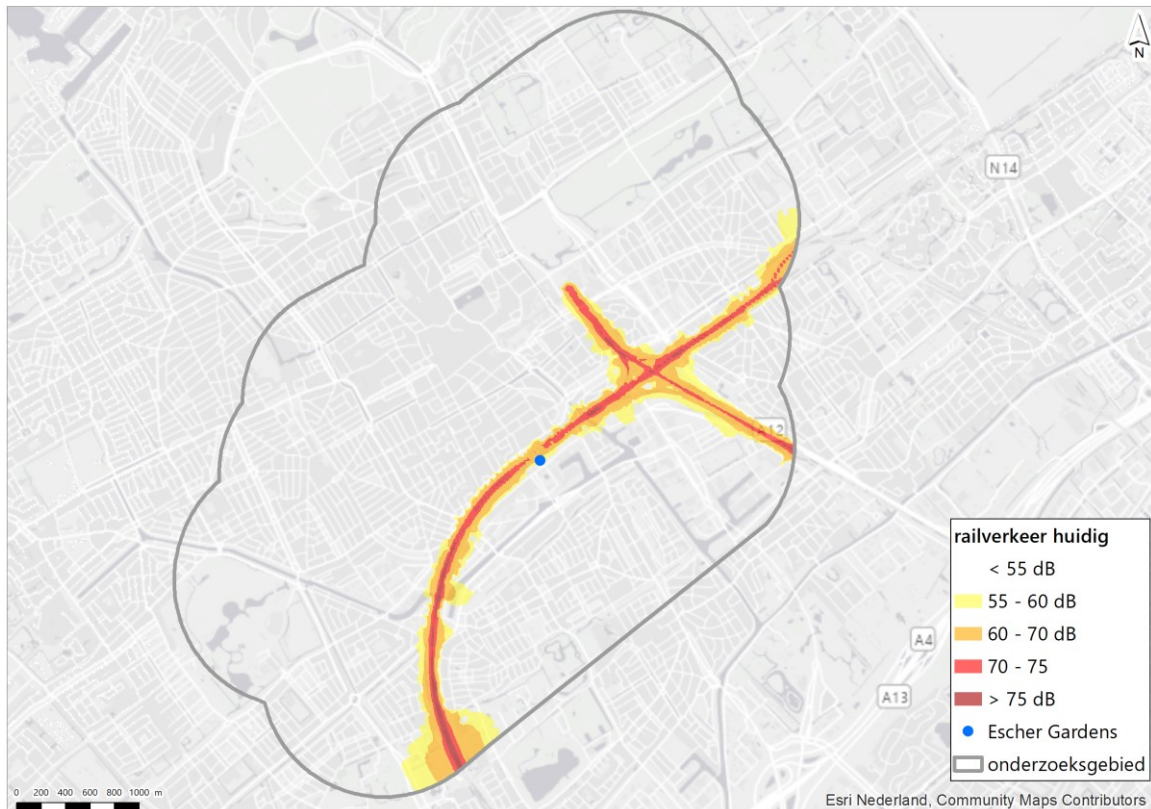 N
N14
A12
railverkeer huidig
< 55 dB
55 - 60 dB
60 - 70 dB
70 - 75
> 75 dB
Escher Gardens
onderzoeksgebied
A4
A13
0 200 400 600 800 1000 m
Esri Nederland, Community Maps Contributors